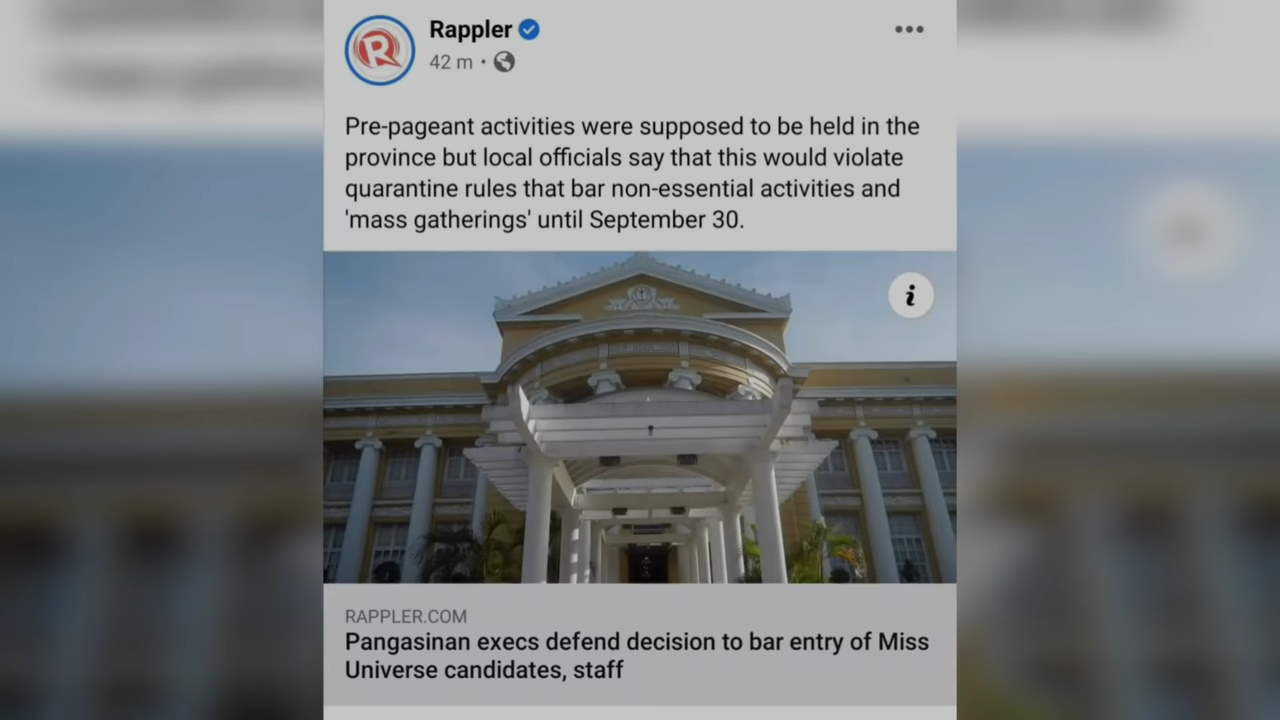 Rappler
42 m
Pre-pageant activities were supposed to be held in the
province but local officials say that this would violate
quarantine rules that bar non-essential activities and
'mass gatherings' until September 30.
RAPPLER.COM
Pangasinan execs defend decision to bar entry of Miss
Universe candidates, staff